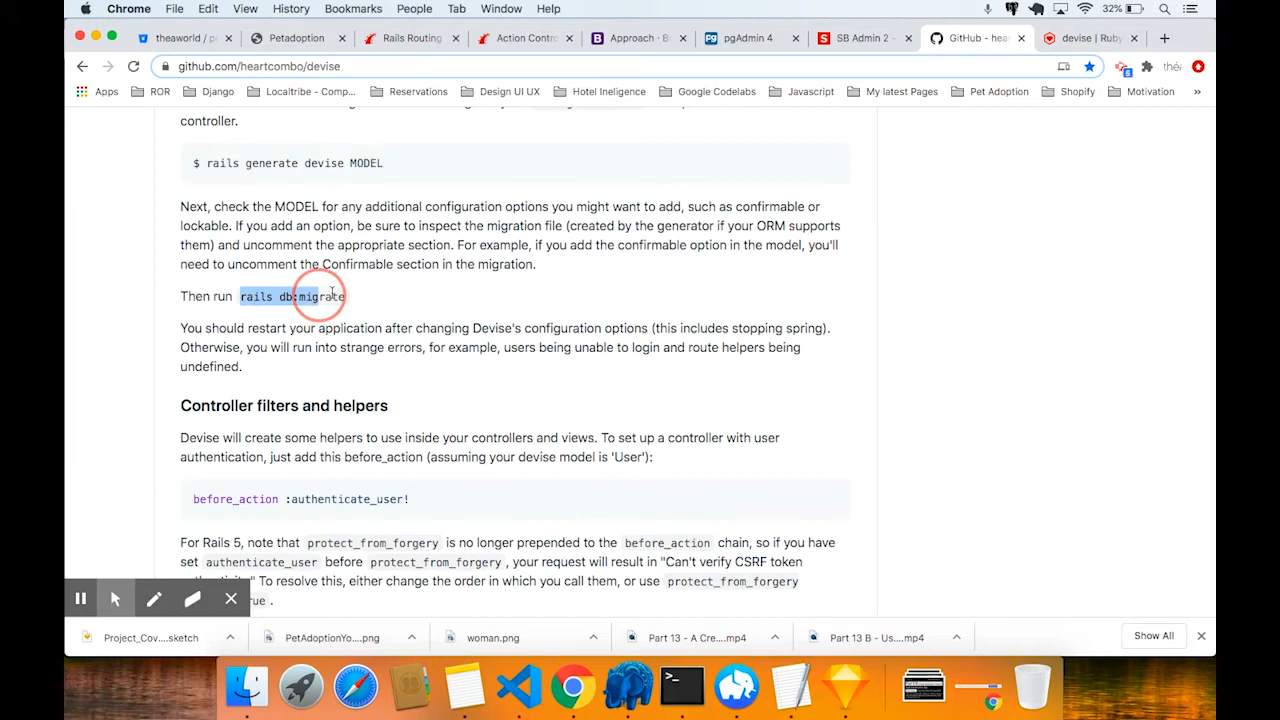 Chrome File Edit View History Bookmarks People Tab Window Help 32%
theaworld / p Petadoption Rails Routing Action Contro Approach · Bo pgAdmin 4 SB Admin 2 - GitHub - hear devise | Ruby
github.com/heartcombo/devise
Apps ROR Django Localtribe - Comp... Reservations Design UI UX Hotel Inteligence Google Codelabs Javascript My latest Pages Pet Adoption Shopify Motivation »
controller.
$ rails generate devise MODEL
Next, check the MODEL for any additional configuration options you might want to add, such as confirmable or
lockable. If you add an option, be sure to inspect the migration file (created by the generator if your ORM supports
them) and uncomment the appropriate section. For example, if you add the confirmable option in the model, you'll
need to uncomment the Confirmable section in the migration.
Then run rails db:migrate
You should restart your application after changing Devise's configuration options (this includes stopping spring).
Otherwise, you will run into strange errors, for example, users being unable to login and route helpers being
undefined.
Controller filters and helpers
Devise will create some helpers to use inside your controllers and views. To set up a controller with user
authentication, just add this before_action (assuming your devise model is 'User'):
before_action :authenticate_user!
For Rails 5, note that protect_from_forgery is no longer prepended to the before_action chain, so if you have
set authenticate_user before protect_from_forgery , your request will result in "Can't verify CSRF token
To resolve this, either change the order in which you call them, or use protect_from_forgery
rue .
Project_Cov....sketch PetAdoptionYo....png woman.png Part 13 - A Cre....mp4 Part 13 B - Us....mp4 Show All